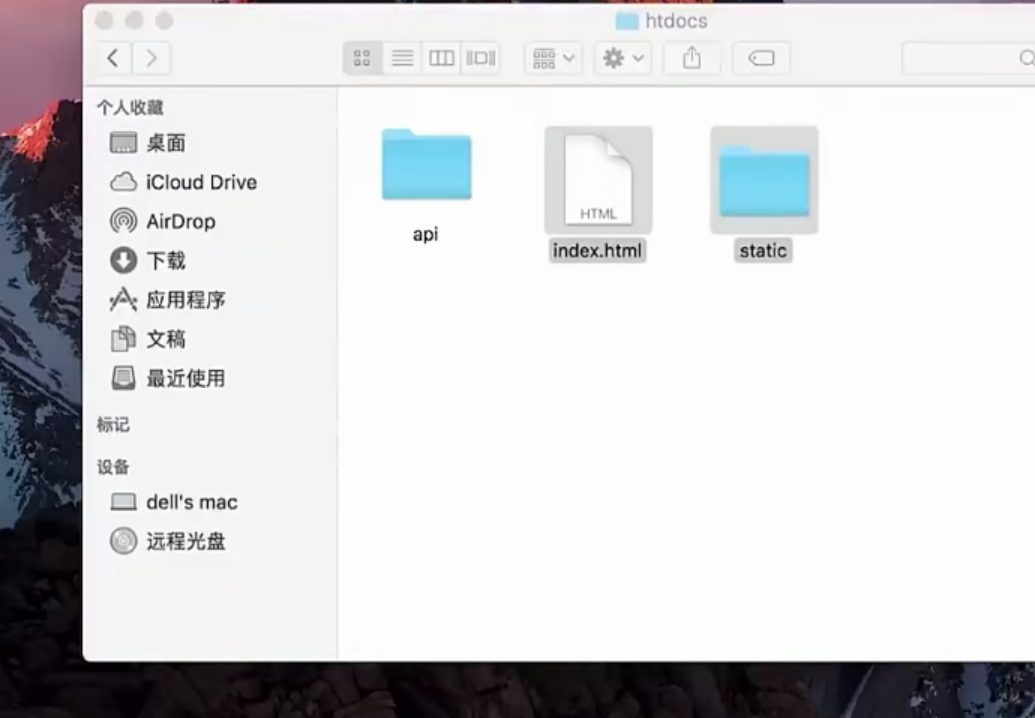 htdocs
个人收藏
桌面
iCloud Drive
AirDrop
下载
应用程序
文稿
最近使用
标记
设备
dell's mac
远程光盘
api
HTML
index.html
static